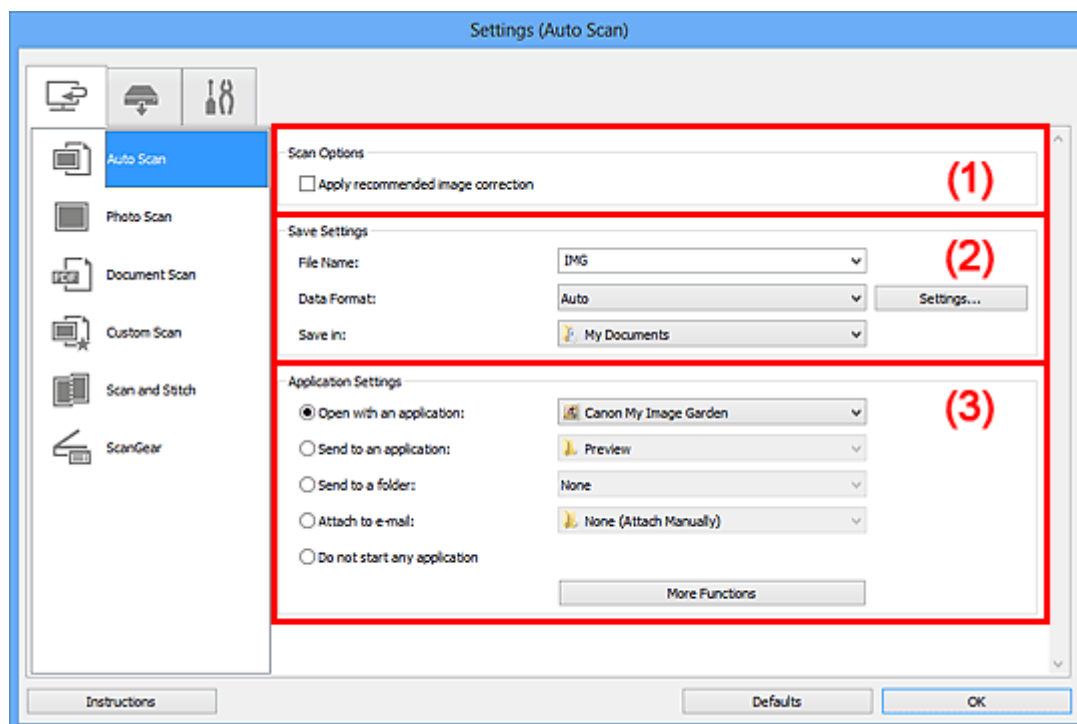 Settings (Auto Scan)
Auto Scan
Photo Scan
Document Scan
Custom Scan
Scan and Stitch
ScanGear
Scan Options
Apply recommended image correction
(1)
Save Settings
(2)
File Name: IMG
Data Format: Auto Settings...
Save in: My Documents
Application Settings
(3)
Open with an application: Canon My Image Garden
Send to an application: Preview
Send to a folder: None
Attach to e-mail: None (Attach Manually)
Do not start any application
More Functions
Instructions Defaults OK